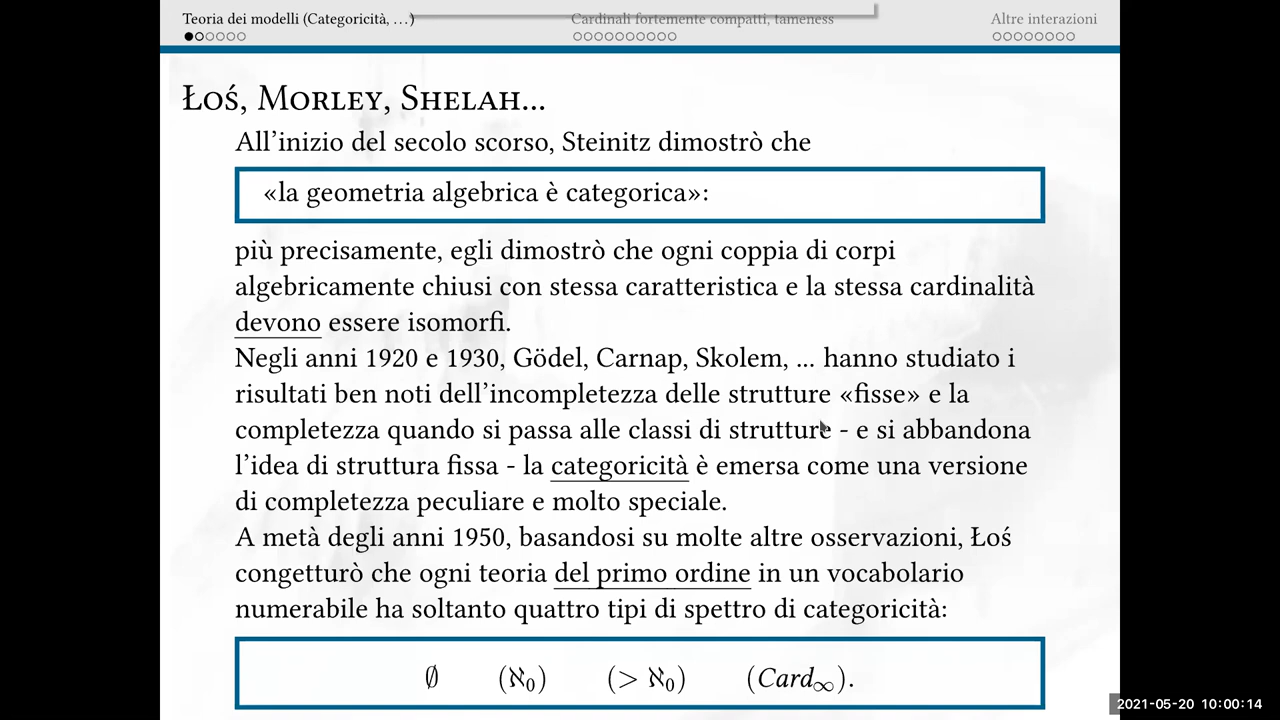 Teoria dei modelli (Categoricità, …)
Cardinali fortemente compatti, tameness
Altre interazioni
Łoś, Morley, Shelah...
All’inizio del secolo scorso, Steinitz dimostrò che
«la geometria algebrica è categorica»:
più precisamente, egli dimostrò che ogni coppia di corpi
algebricamente chiusi con stessa caratteristica e la stessa cardinalità
devono essere isomorfi.
Negli anni 1920 e 1930, Gödel, Carnap, Skolem, ... hanno studiato i
risultati ben noti dell’incompletezza delle strutture «fisse» e la
completezza quando si passa alle classi di strutture - e si abbandona
l’idea di struttura fissa - la categoricità è emersa come una versione
di completezza peculiare e molto speciale.
A metà degli anni 1950, basandosi su molte altre osservazioni, Łoś
congetturò che ogni teoria del primo ordine in un vocabolario
numerabile ha soltanto quattro tipi di spettro di categoricità:
∅ (ℵ₀) (> ℵ₀) (Card∞).
2021-05-20 10:00:14